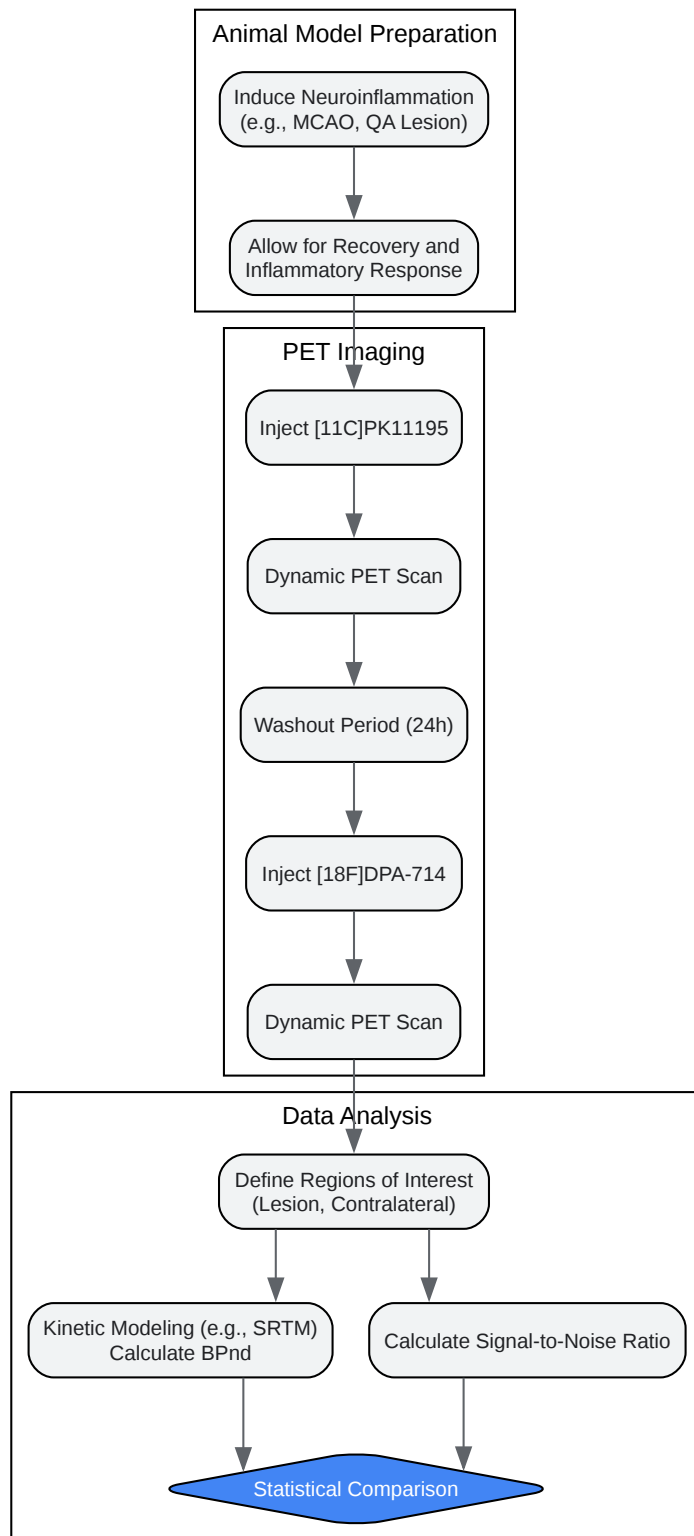 Animal Model Preparation
Induce Neuroinflammation
(e.g., MCAO, QA Lesion)
Allow for Recovery and
Inflammatory Response
PET Imaging
Inject [11C]PK11195
Dynamic PET Scan
Washout Period (24h)
Inject [18F]DPA-714
Dynamic PET Scan
Data Analysis
Define Regions of Interest
(Lesion, Contralateral)
Kinetic Modeling (e.g., SRTM)
Calculate BPnd
Calculate Signal-to-Noise Ratio
Statistical Comparison